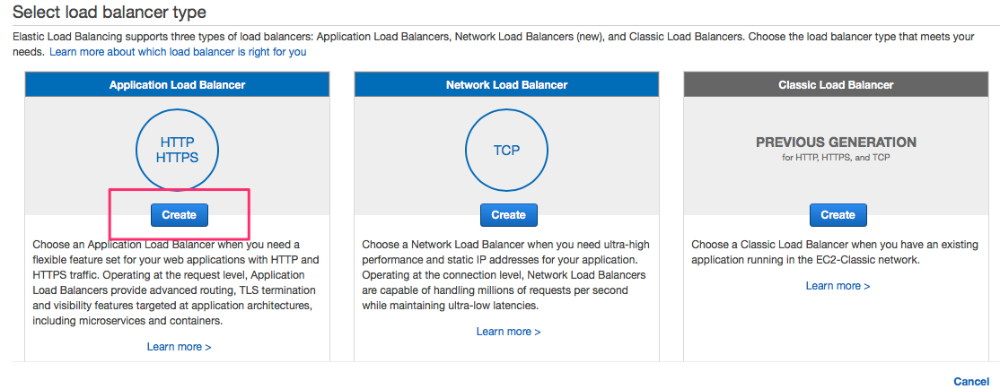 Select load balancer type
Elastic Load Balancing supports three types of load balancers: Application Load Balancers, Network Load Balancers (new), and Classic Load Balancers. Choose the load balancer type that meets your
needs. Learn more about which load balancer is right for you
Application Load Balancer
HTTP
HTTPS
Create
Choose an Application Load Balancer when you need a
flexible feature set for your web applications with HTTP and
HTTPS traffic. Operating at the request level, Application
Load Balancers provide advanced routing, TLS termination
and visibility features targeted at application architectures,
including microservices and containers.
Learn more >
Network Load Balancer
TCP
Create
Choose a Network Load Balancer when you need ultra-high
performance and static IP addresses for your application.
Operating at the connection level, Network Load Balancers
are capable of handling millions of requests per second
while maintaining ultra-low latencies.
Learn more >
Classic Load Balancer
PREVIOUS GENERATION
for HTTP, HTTPS, and TCP
Create
Choose a Classic Load Balancer when you have an existing
application running in the EC2-Classic network.
Learn more >
Cancel